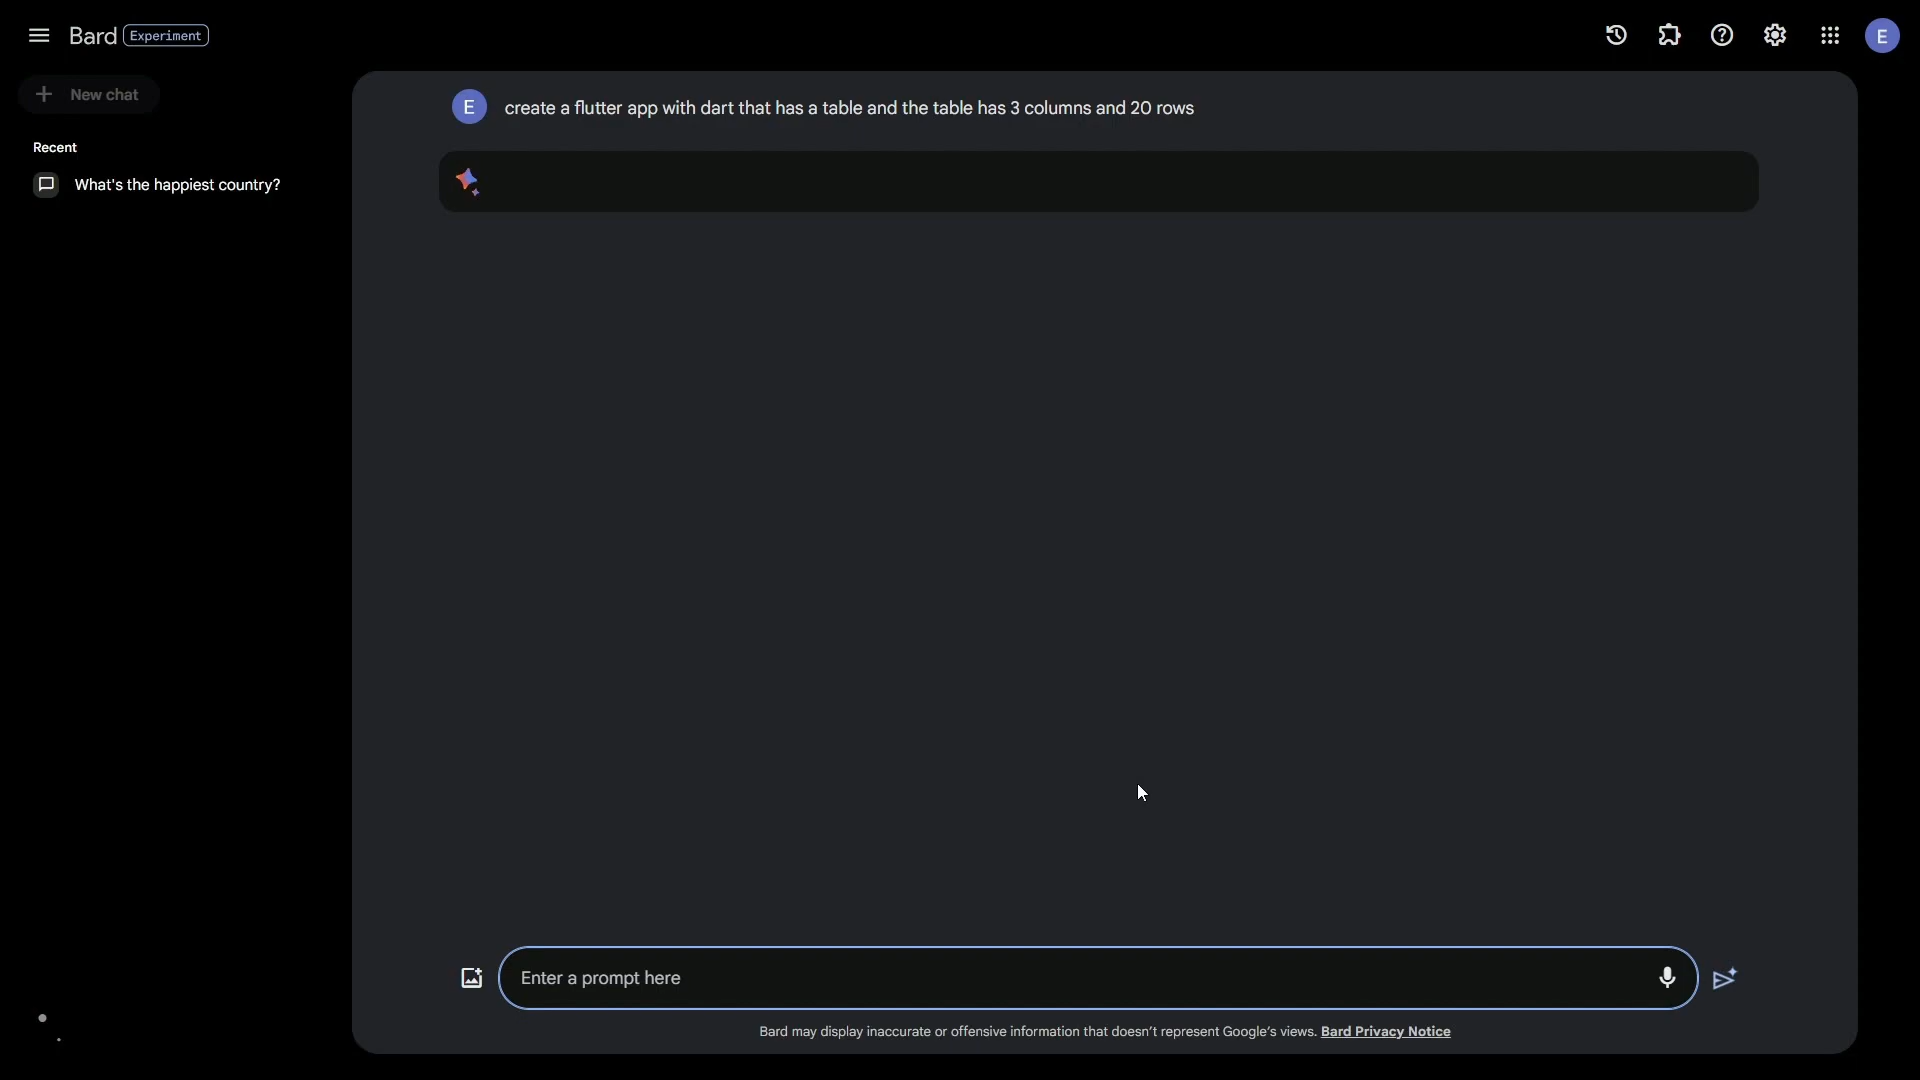 Bard Experiment
E
New chat
Recent
What's the happiest country?
E create a flutter app with dart that has a table and the table has 3 columns and 20 rows
Enter a prompt here
Bard may display inaccurate or offensive information that doesn't represent Google's views. Bard Privacy Notice